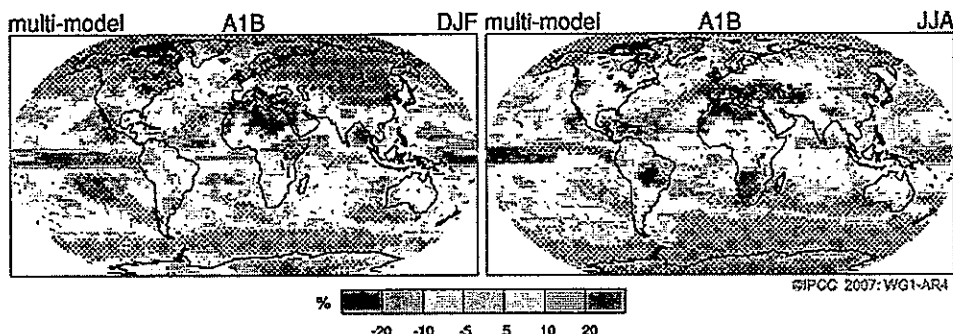 multi-model A1B DJF
multi-model A1B JJA
©IPCC 2007: WG1-AR4
%
-20 -10 -5 5 10 20